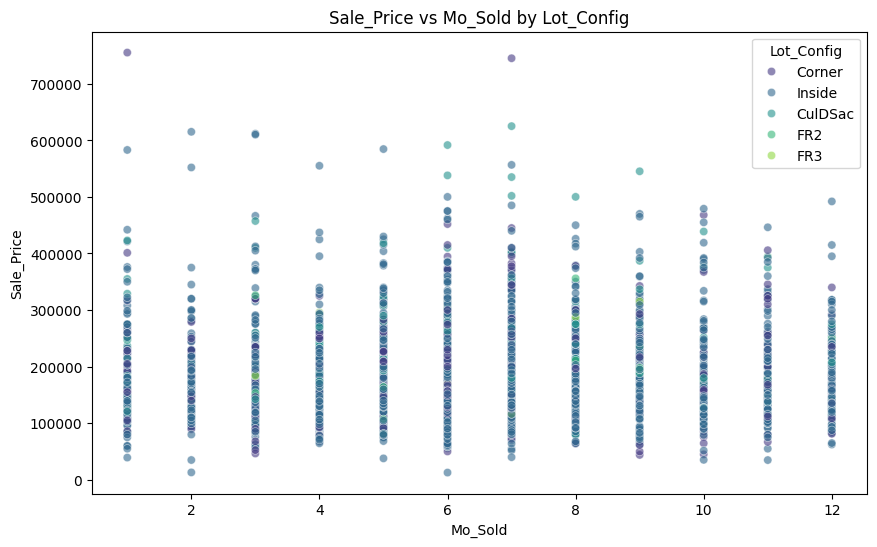 Sale_Price vs Mo_Sold by Lot_Config
Lot_Config
Corner
Inside
CulDSac
FR2
FR3
Sale_Price
700000
600000
500000
400000
300000
200000
100000
0
2
4
6
8
10
12
Mo_Sold